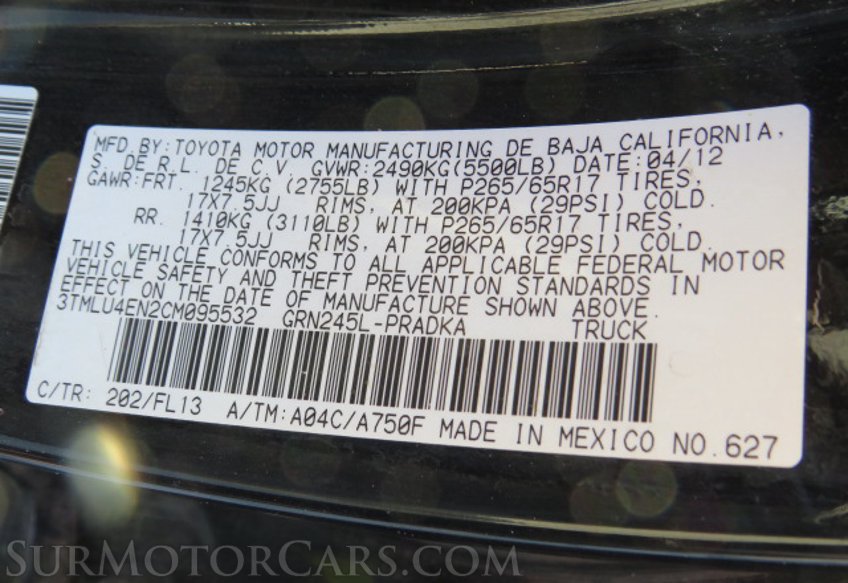 MFD. BY: TOYOTA MOTOR MANUFACTURING DE BAJA CALIFORNIA,
S. DE R.L. DE C.V. GVWR:2490KG(5500LB) DATE:04/12
GAWR:FRT. 1245KG (2755LB) WITH P265/65R17 TIRES,
17X7.5JJ RIMS, AT 200KPA (29PSI) COLD.
RR. 1410KG (3110LB) WITH P265/65R17 TIRES,
17X7.5JJ RIMS, AT 200KPA (29PSI) COLD.
THIS VEHICLE CONFORMS TO ALL APPLICABLE FEDERAL MOTOR
VEHICLE SAFETY AND THEFT PREVENTION STANDARDS IN
EFFECT ON THE DATE OF MANUFACTURE SHOWN ABOVE.
3TMLU4EN2CM095532 GRN245L-PRADKA TRUCK
C/TR: 202/FL13 A/TM:A04C/A750F MADE IN MEXICO NO.627
SURMOTORCARS.COM